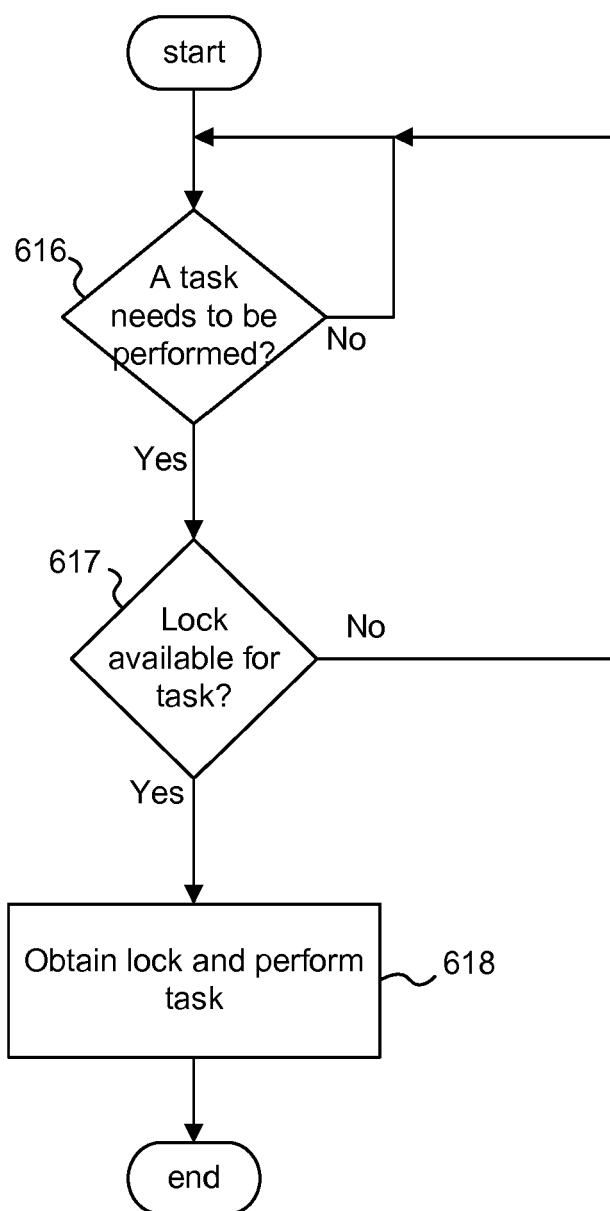 start
616
A task
needs to be
performed?
No
Yes
617
Lock
available for
task?
No
Yes
Obtain lock and perform
task
618
end